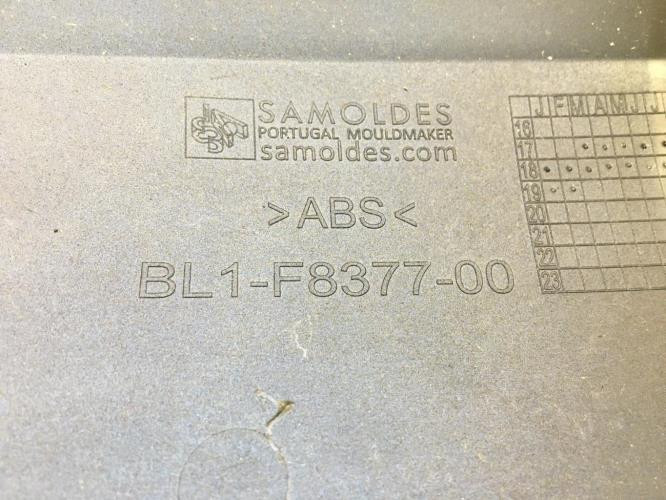 SAMOLDES
PORTUGAL MOULDMAKER
samoldes.com
>ABS<
BL1-F8377-00
J F M A M J J
16
17
18
19
20
21
22
23